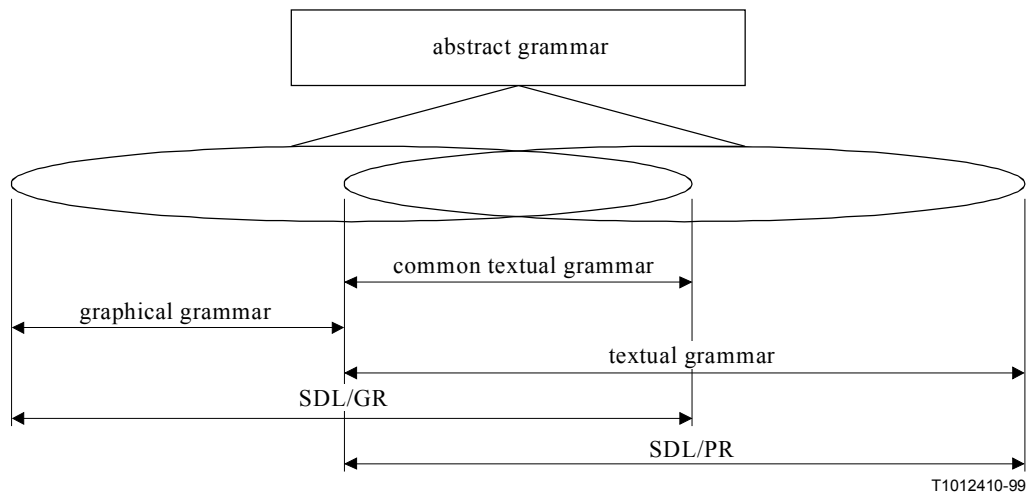 abstract grammar
common textual grammar
graphical grammar
textual grammar
SDL/GR
SDL/PR
T1012410-99